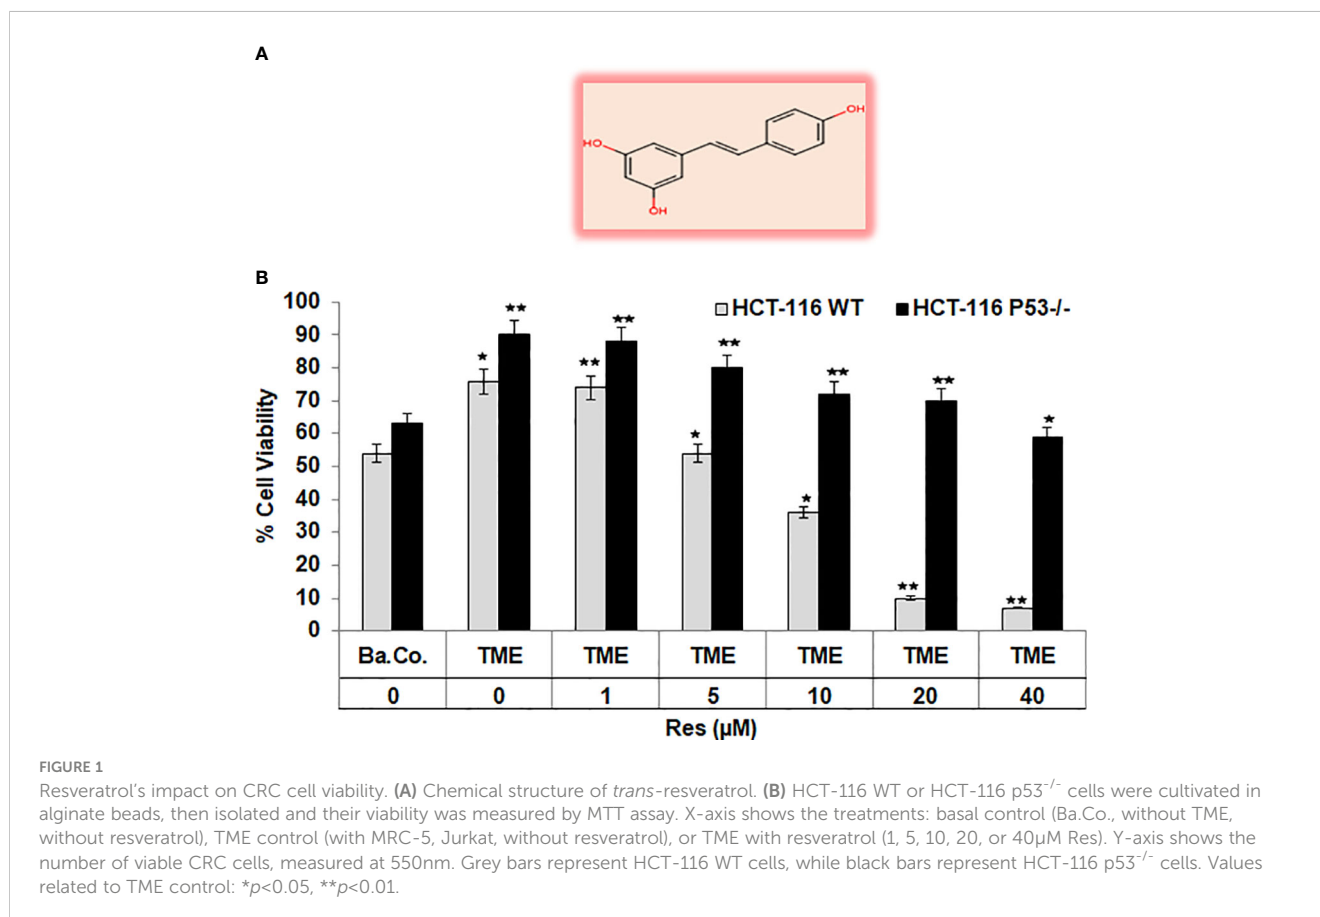 A
OH
HO
OH
B
100
90
80
70
60
50
40
30
20
10
0
% Cell Viability
HCT-116 WT HCT-116 P53-/-
★ ★★ ★★ ★★ ★ ★★ ★ ★★ ★★ ★★ ★★ ★
Ba.Co. TME TME TME TME TME TME
0 0 1 5 10 20 40
Res (µM)
FIGURE 1
Resveratrol's impact on CRC cell viability. (A) Chemical structure of trans-resveratrol. (B) HCT-116 WT or HCT-116 p53⁻/⁻ cells were cultivated in
alginate beads, then isolated and their viability was measured by MTT assay. X-axis shows the treatments: basal control (Ba.Co., without TME,
without resveratrol), TME control (with MRC-5, Jurkat, without resveratrol), or TME with resveratrol (1, 5, 10, 20, or 40µM Res). Y-axis shows the
number of viable CRC cells, measured at 550nm. Grey bars represent HCT-116 WT cells, while black bars represent HCT-116 p53⁻/⁻ cells. Values
related to TME control: *p<0.05, **p<0.01.